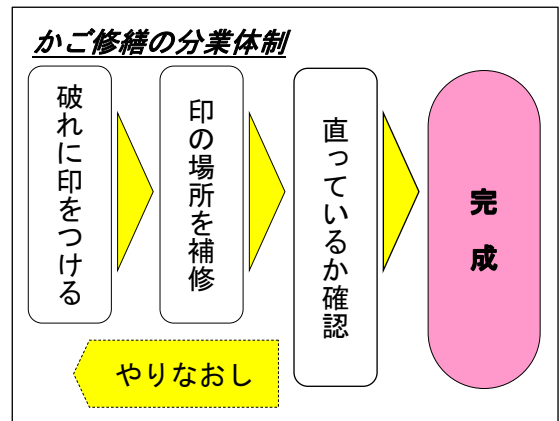 かご修繕の分業体制
破れに印をつける
印の場所を補修
直っているか確認
完成
やりなおし